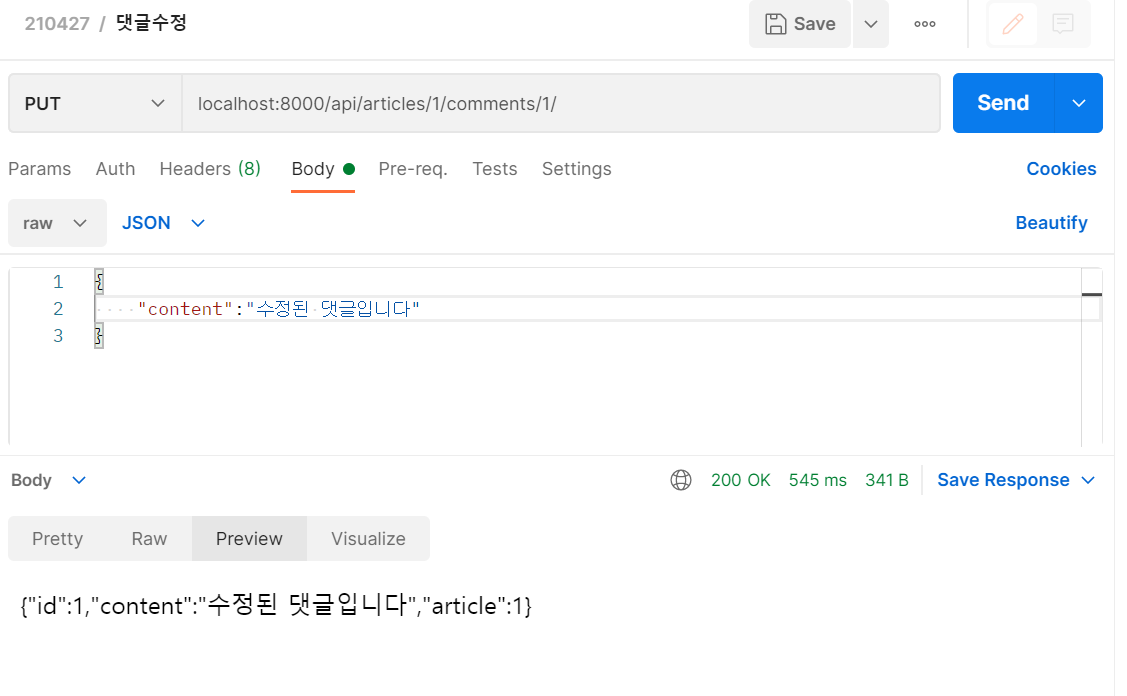 210427 / 댓글수정 Save ooo
PUT localhost:8000/api/articles/1/comments/1/ Send
Params Auth Headers (8) Body Pre-req. Tests Settings Cookies
raw JSON Beautify
1 {
2 "content":"수정된 댓글입니다"
3 }
Body 200 OK 545 ms 341 B Save Response
Pretty Raw Preview Visualize
{"id":1,"content":"수정된 댓글입니다","article":1}